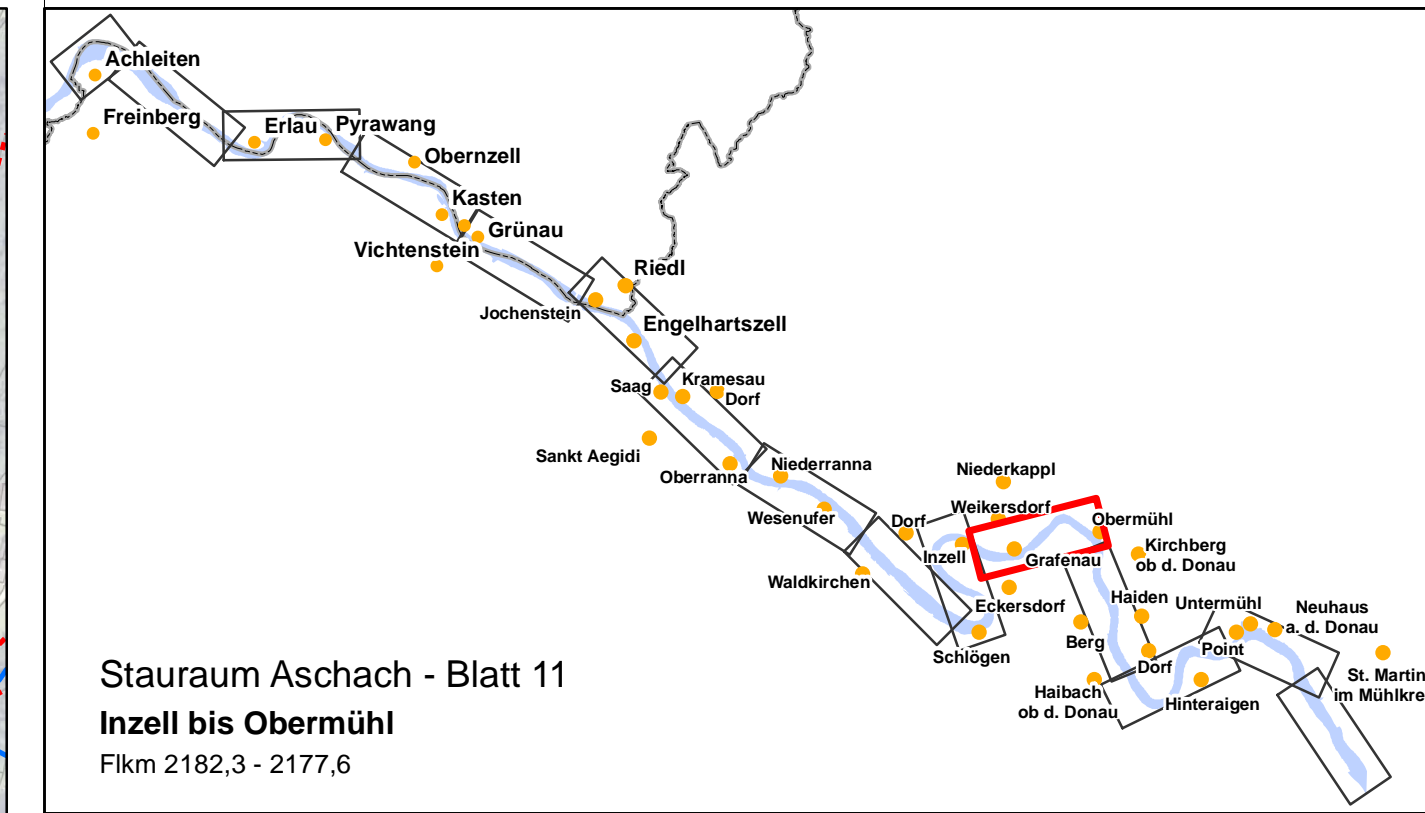 Achleiten
Freinberg
Erlau
Pyrawang
Obernzell
Kasten
Grünau
Vichtenstein
Riedl
Jochenstein
Engelhartszell
Saag
Kramesau
Dorf
Sankt Aegidi
Oberranna
Niederranna
Wesenufer
Niederkappl
Weikersdorf
Dorf
Obermühl
Inzell
Grafenau
Kirchberg
ob d. Donau
Waldkirchen
Eckersdorf
Haiden
Untermühl
Neuhaus
a. d. Donau
Berg
Schlögen
Point
Dorf
St. Martin
im Mühlkre
Haibach
ob d. Donau
Hinteraigen
Stauraum Aschach - Blatt 11
Inzell bis Obermühl
Flkm 2182,3 - 2177,6